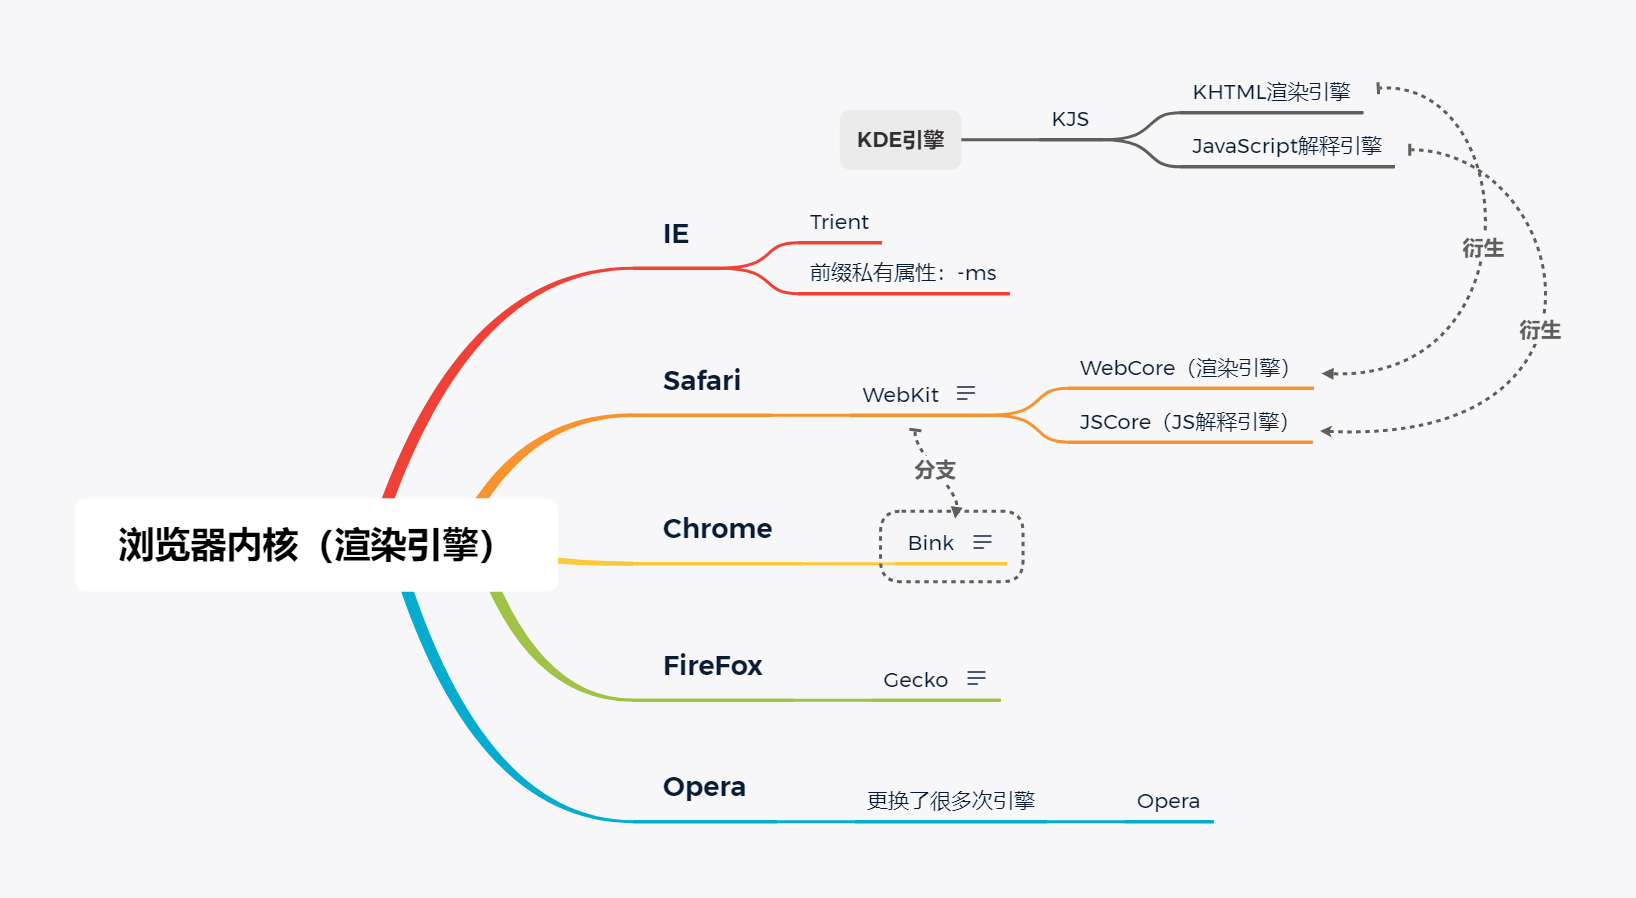 KHTML渲染引擎
KDE引擎
KJS
JavaScript解释引擎
IE
Trient
前缀私有属性：-ms
衍生
衍生
Safari
WebKit
WebCore（渲染引擎）
JSCore（JS解释引擎）
分支
浏览器内核（渲染引擎）
Chrome
Bink
FireFox
Gecko
Opera
更换了很多次引擎
Opera